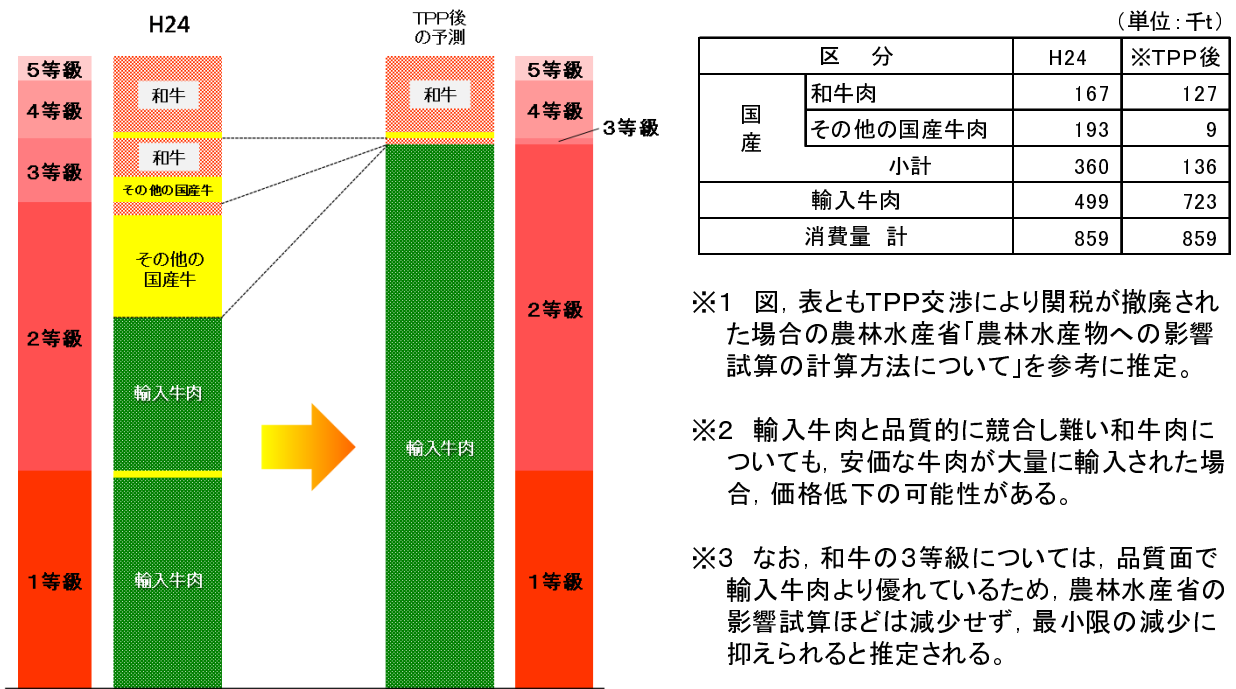 H24
TPP後
の予測
5等級
4等級
3等級
2等級
1等級
和牛
和牛
その他の国産牛
その他の
国産牛
輸入牛肉
輸入牛肉
和牛
輸入牛肉
5等級
4等級
3等級
2等級
1等級
（単位：千t）
区　分 H24 ※TPP後
国産
和牛肉 167 127
その他の国産牛肉 193 9
小計 360 136
輸入牛肉 499 723
消費量　計 859 859
※1　図，表ともTPP交渉により関税が撤廃され
た場合の農林水産省「農林水産物への影響
試算の計算方法について」を参考に推定。
※2　輸入牛肉と品質的に競合し難い和牛肉に
ついても，安価な牛肉が大量に輸入された場
合，価格低下の可能性がある。
※3　なお，和牛の3等級については，品質面で
輸入牛肉より優れているため，農林水産省の
影響試算ほどは減少せず，最小限の減少に
抑えられると推定される。